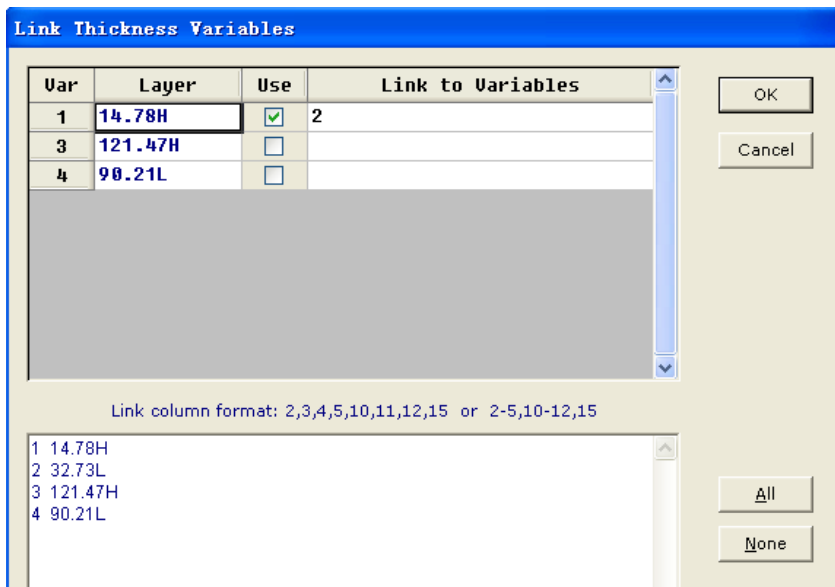 Link Thickness Variables
Var Layer Use Link to Variables
1 14.78H 2
3 121.47H
4 90.21L
OK
Cancel
Link column format: 2,3,4,5,10,11,12,15 or 2-5,10-12,15
1 14.78H
2 32.73L
3 121.47H
4 90.21L
All
None